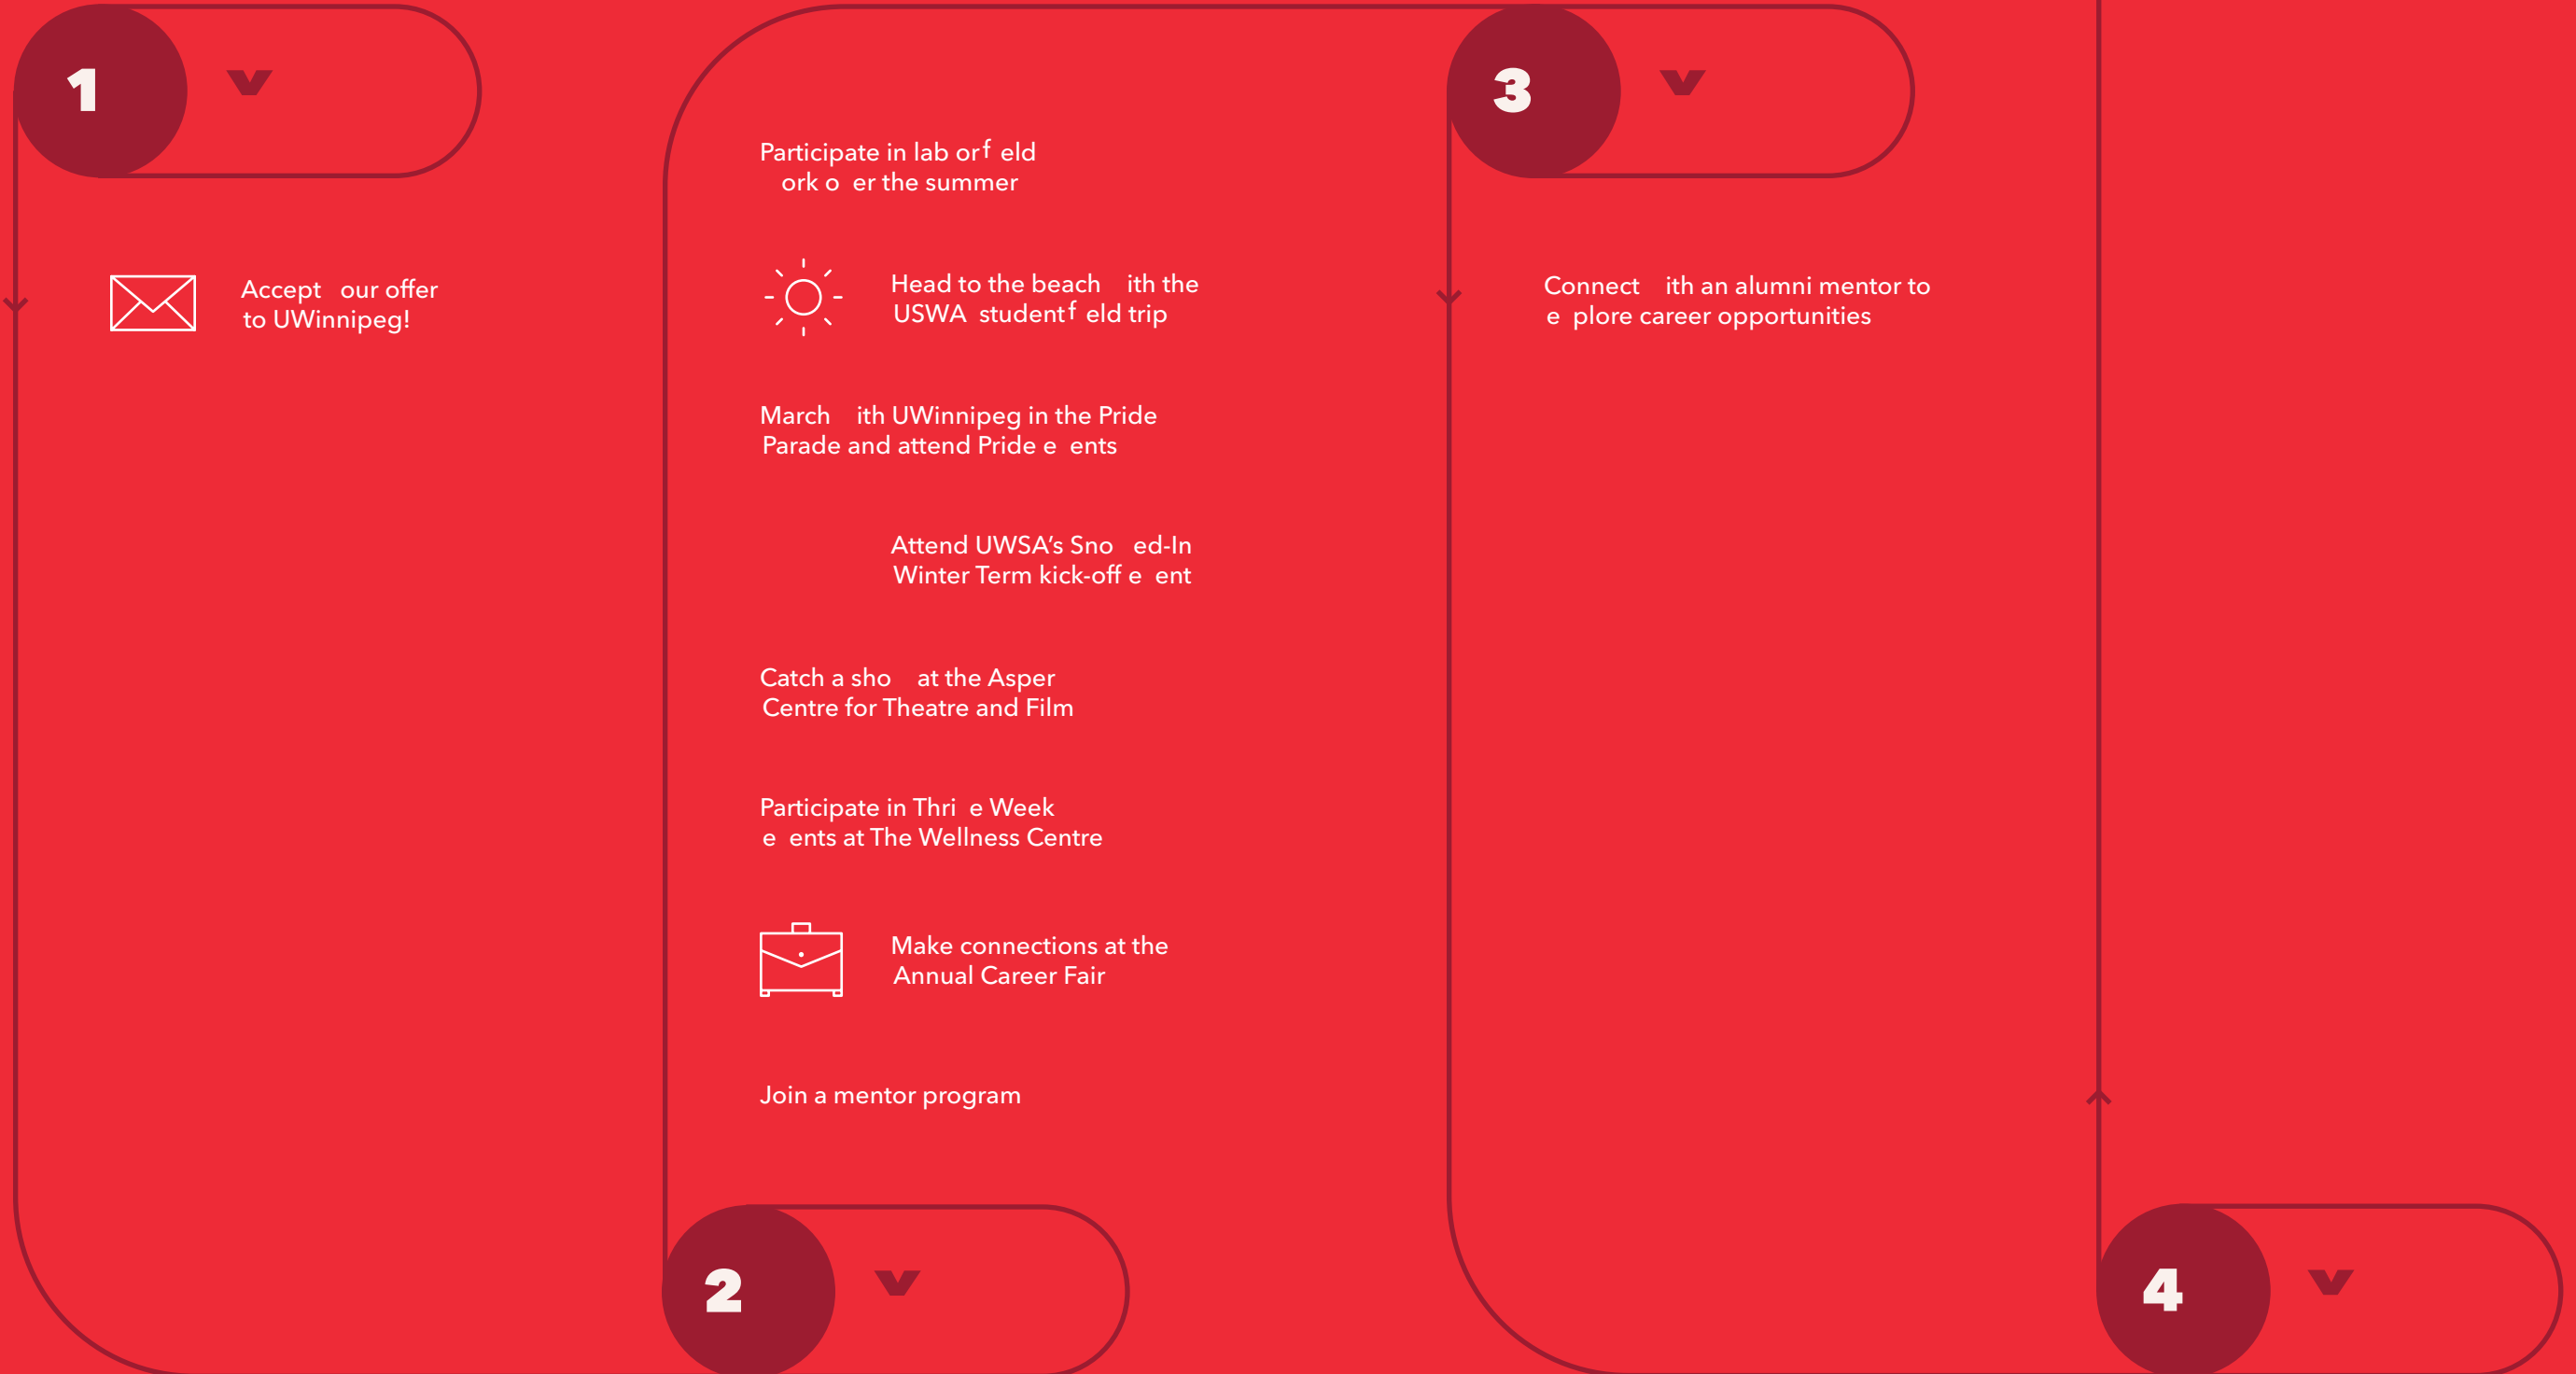 1
v
Accept our offer
to UWinnipeg!
Participate in lab or f eld
ork o er the summer
Head to the beach ith the
USWA student f eld trip
March ith UWinnipeg in the Pride
Parade and attend Pride e ents
Attend UWSA’s Sno ed-In
Winter Term kick-off e ent
Catch a sho at the Asper
Centre for Theatre and Film
Participate in Thri e Week
e ents at The Wellness Centre
Make connections at the
Annual Career Fair
Join a mentor program
2
v
3
v
Connect ith an alumni mentor to
e plore career opportunities
4
v